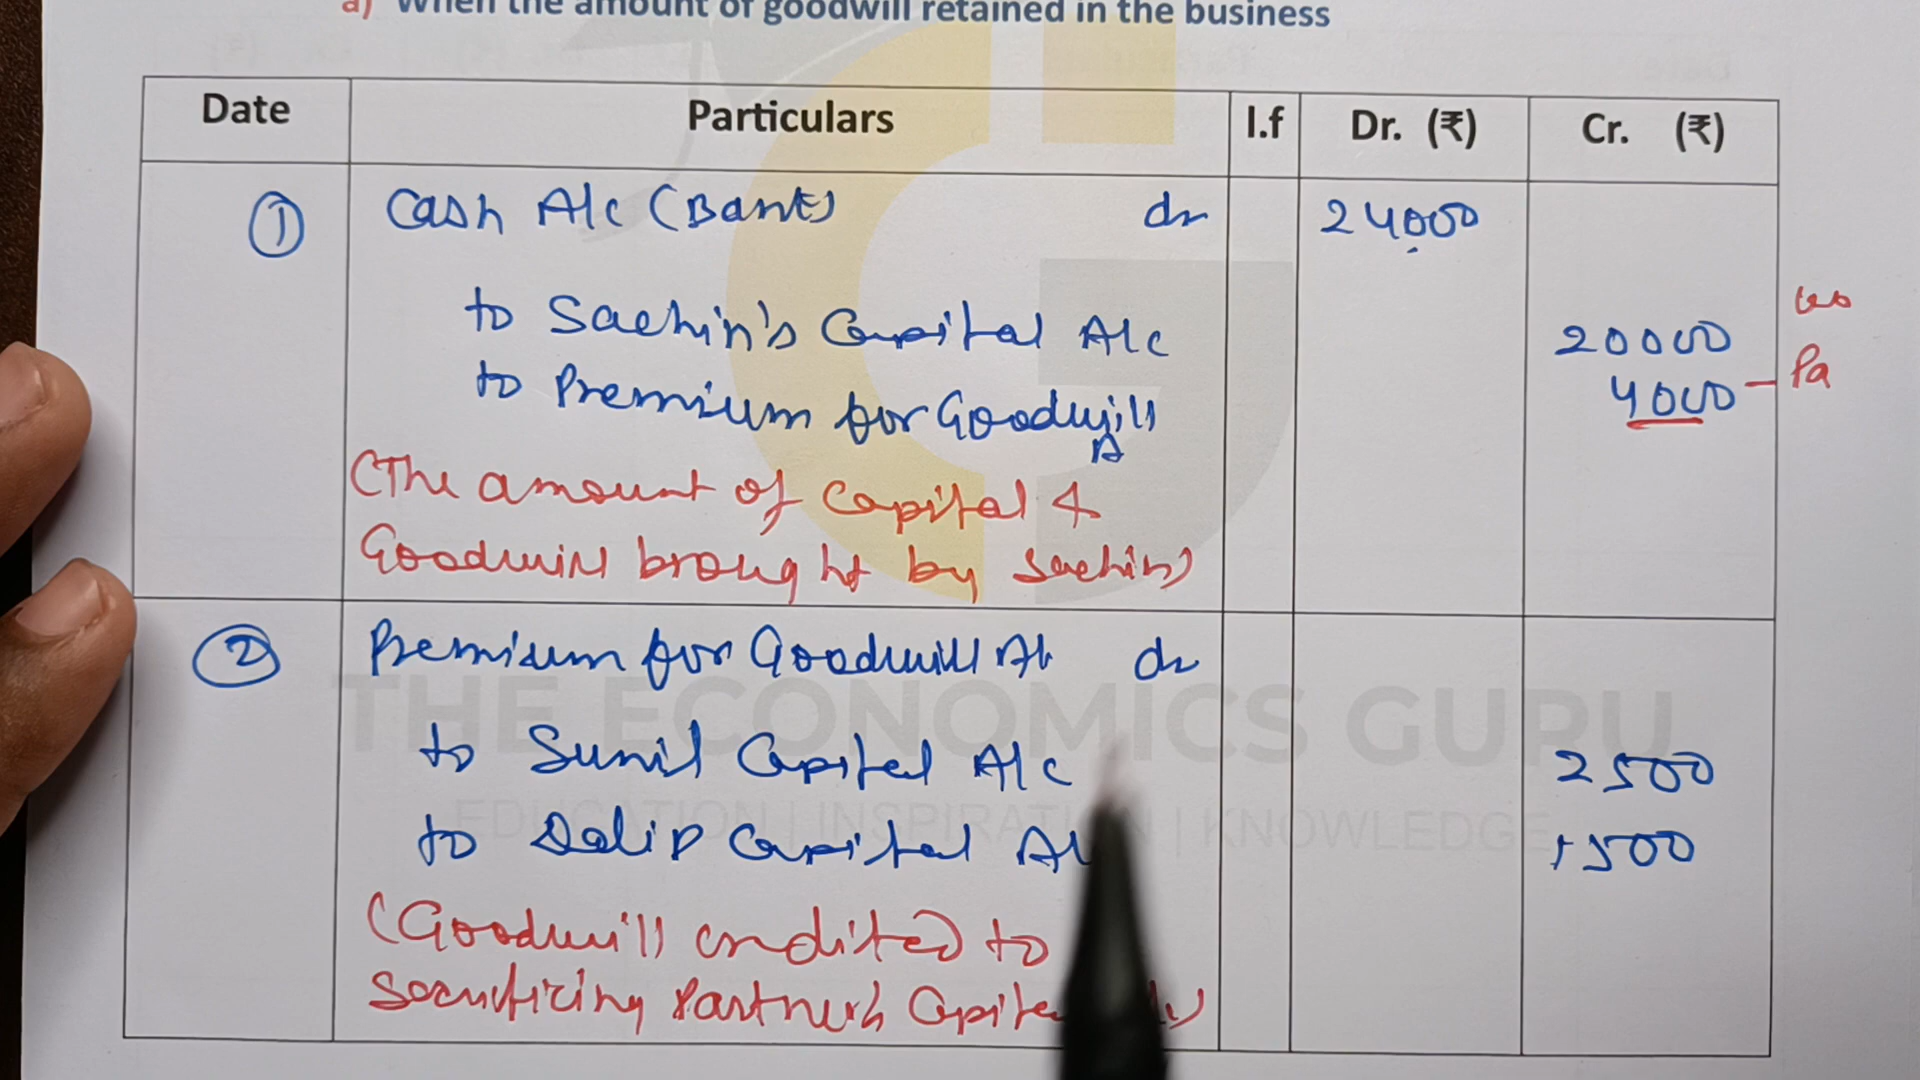 a) When the amount of goodwill retained in the business
Date Particulars l.f Dr. (₹) Cr. (₹)
① Cash A/c (Bank) dr 24000
to Sachin's Capital A/c 20000
to Premium for Goodwill A 4000 - Pa
(The amount of Capital &
Goodwill brought by Sachin)
② Premium for Goodwill A/c dr
THE ECONOMICS GURU
to Sunil Capital A/c 2500
EDUCATION | INSPIRATION | KNOWLEDGE
to Dalip Capital A/c 1500
(Goodwill credited to
Sacrificing Partner's Capital